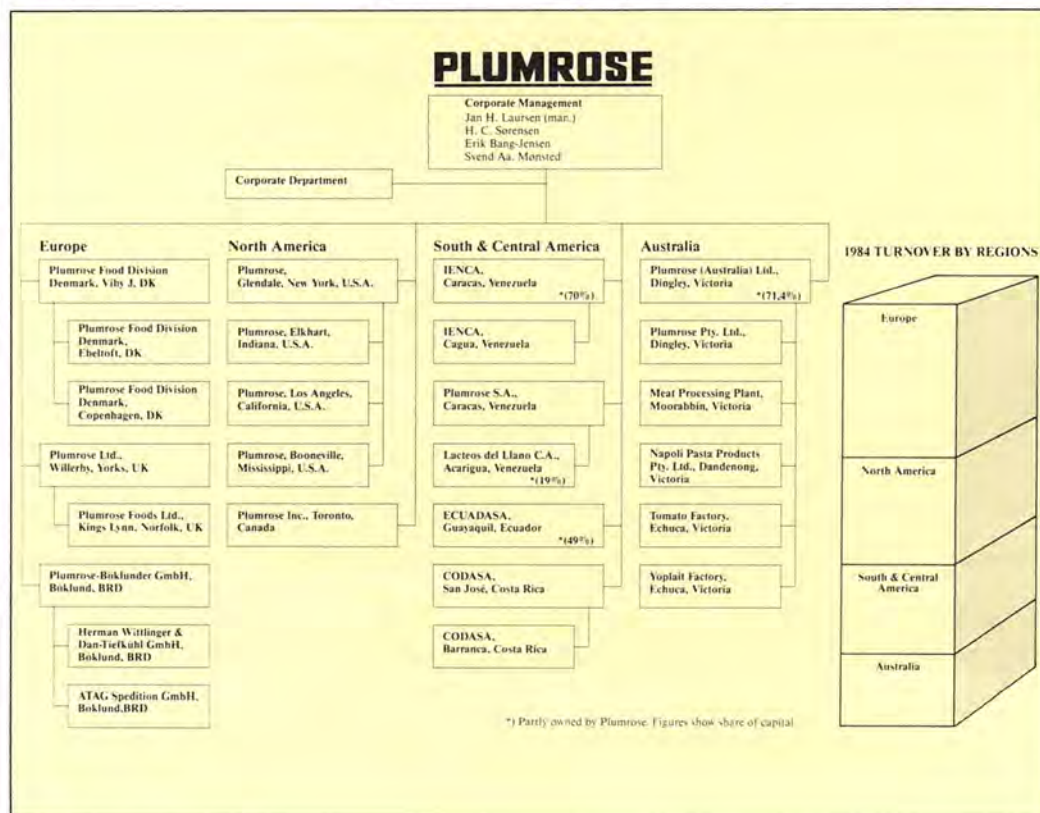 PLUMROSE
Corporate Management
Jan H. Laursen (man.)
H. C. Sørensen
Erik Bang-Jensen
Svend Aa. Mønsted
Corporate Department
Europe
Plumrose Food Division
Denmark, Viby J, DK
Plumrose Food Division
Denmark,
Ebeltoft, DK
Plumrose Food Division
Denmark,
Copenhagen, DK
Plumrose Ltd.,
Willerby, Yorks, UK
Plumrose Foods Ltd.,
Kings Lynn, Norfolk, UK
Plumrose-Boklunder GmbH,
Boklund, BRD
Herman Wittlinger &
Dan-Tiefkuhl GmbH,
Boklund, BRD
ATAG Spedition GmbH,
Boklund,BRD
North America
Plumrose,
Glendale, New York, U.S.A.
Plumrose, Elkhart,
Indiana, U.S.A.
Plumrose, Los Angeles,
California, U.S.A.
Plumrose, Booneville,
Mississippi, U.S.A.
Plumrose Inc., Toronto,
Canada
South & Central America
IENCA,
Caracas, Venezuela
*(70%)
IENCA,
Cagua, Venezuela
Plumrose S.A.,
Caracas, Venezuela
Lacteos del Llano C.A.,
Acarigua, Venezuela
*(19%)
ECUADASA,
Guayaquil, Ecuador
*(49%)
CODASA,
San José, Costa Rica
CODASA,
Barranca, Costa Rica
Australia
Plumrose (Australia) Ltd.,
Dingley, Victoria
*(71,4%)
Plumrose Pty. Ltd.,
Dingley, Victoria
Meat Processing Plant,
Moorabbin, Victoria
Napoli Pasta Products
Pty. Ltd., Dandenong,
Victoria
Tomato Factory,
Echuca, Victoria
Yoplait Factory,
Echuca, Victoria
*) Partly owned by Plumrose. Figures show share of capital
1984 TURNOVER BY REGIONS
Europe
North America
South & Central
America
Australia